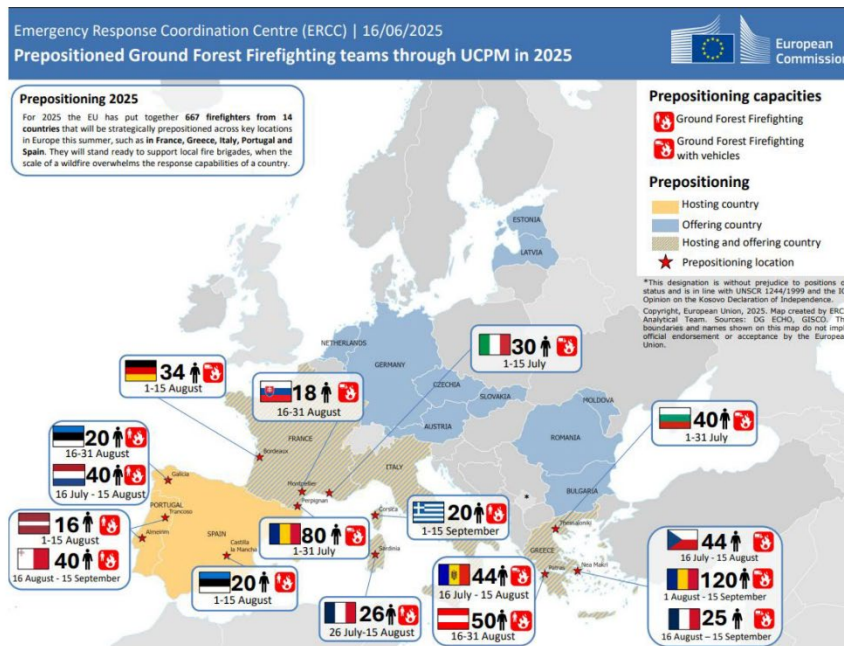 Emergency Response Coordination Centre (ERCC) | 16/06/2025
Prepositioned Ground Forest Firefighting teams through UCPM in 2025
European
Commission
Prepositioning 2025
For 2025 the EU has put together 667 firefighters from 14
countries that will be strategically prepositioned across key locations
in Europe this summer, such as in France, Greece, Italy, Portugal and
Spain. They will stand ready to support local fire brigades, when the
scale of a wildfire overwhelms the response capabilities of a country.
Prepositioning capacities
Ground Forest Firefighting
Ground Forest Firefighting
with vehicles
Prepositioning
Hosting country
Offering country
Hosting and offering country
Prepositioning location
*This designation is without prejudice to positions o
status and is in line with UNSCR 1244/1999 and the IC
Opinion on the Kosovo Declaration of Independence.
Copyright, European Union, 2025. Map created by ERC
Analytical Team. Sources: DG ECHO, GISCO. Th
boundaries and names shown on this map do not impl
official endorsement or acceptance by the Europea
Union.
ESTONIA
LATVIA
NETHERLANDS
GERMANY
CZECHIA
SLOVAKIA
AUSTRIA
MOLDOVA
ROMANIA
BULGARIA
FRANCE
ITALY
PORTUGAL
SPAIN
GREECE
*
34
1-15 August
Bordeaux
18
16-31 August
Montpellier
30
1-15 July
40
1-31 July
Thessaloniki
20
16-31 August
40
16 July - 15 August
Galicia
16
1-15 August
Trancoso
40
16 August - 15 September
Almeirim
20
1-15 August
Castilla
la Mancha
80
1-31 July
Perpignan
20
1-15 September
Corsica
26
26 July-15 August
Sardinia
44
16 July - 15 August
50
16-31 August
Patras
44
16 July - 15 August
120
1 August - 15 September
25
16 August – 15 September
Nea Makri